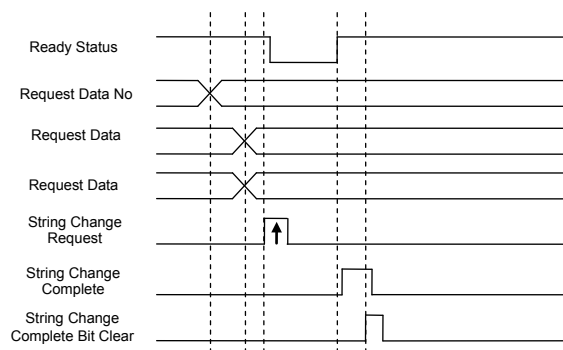 Ready Status
Request Data No
Request Data
Request Data
String Change
Request
String Change
Complete
String Change
Complete Bit Clear